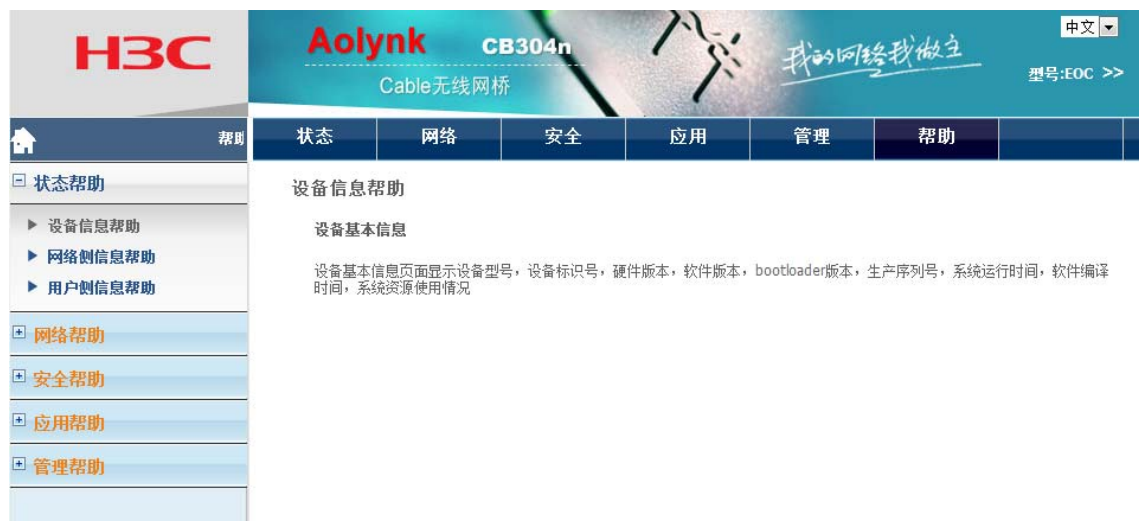 H3C
Aolynk CB304n
Cable无线网桥
我的网络我做主
中文
型号:EOC >>
帮助
状态 网络 安全 应用 管理 帮助
状态帮助
设备信息帮助
网络侧信息帮助
用户侧信息帮助
网络帮助
安全帮助
应用帮助
管理帮助
设备信息帮助
设备基本信息
设备基本信息页面显示设备型号，设备标识号，硬件版本，软件版本，bootloader版本，生产序列号，系统运行时间，软件编译
时间，系统资源使用情况